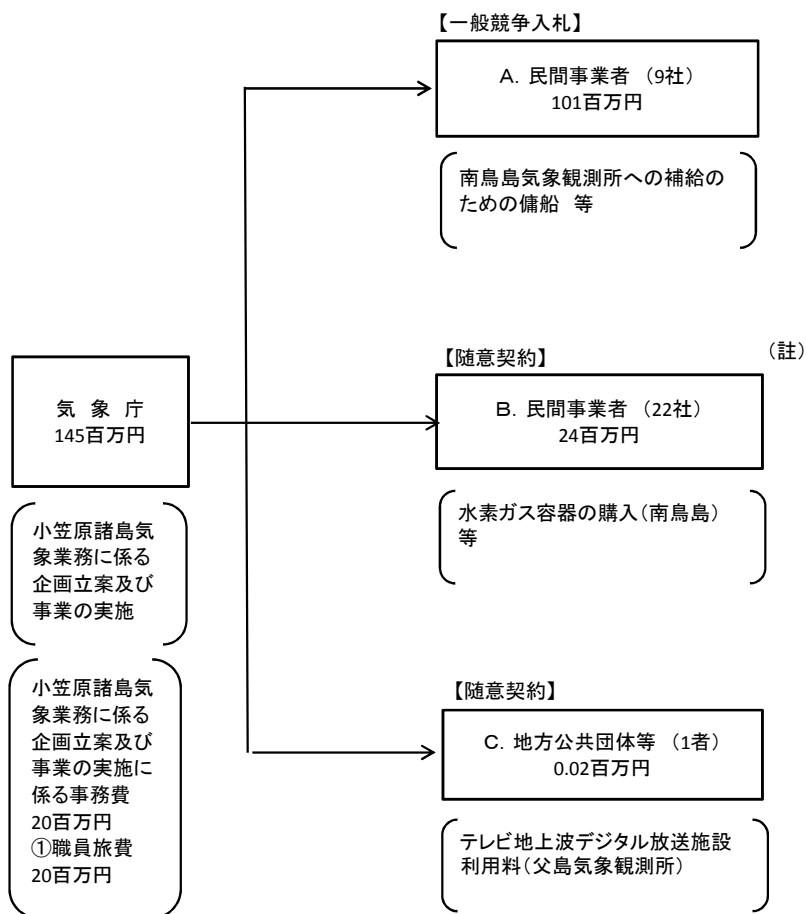 【一般競争入札】
A．民間事業者 （9社）
101百万円
南鳥島気象観測所への補給の
ための傭船 等
（註）
【随意契約】
気 象 庁
145百万円
B．民間事業者 （22社）
24百万円
小笠原諸島気
象業務に係る
企画立案及び
事業の実施
水素ガス容器の購入（南鳥島）
等
小笠原諸島気
象業務に係る
企画立案及び
事業の実施に
係る事務費
20百万円
①職員旅費
20百万円
【随意契約】
C．地方公共団体等 （1者）
0.02百万円
テレビ地上波デジタル放送施設
利用料（父島気象観測所）